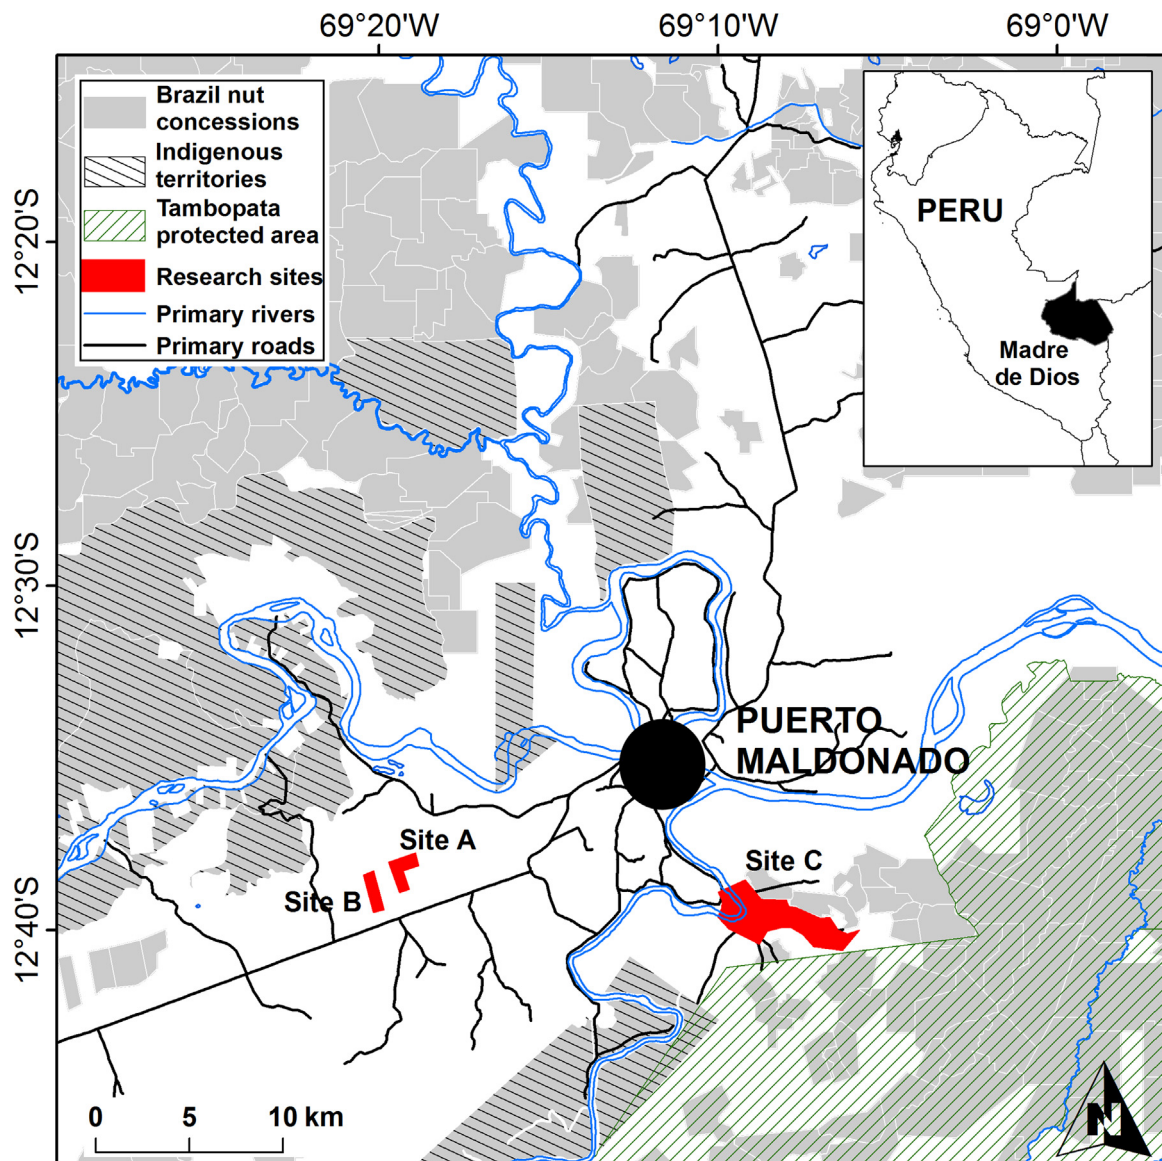 69°20'W
69°10'W
69°0'W
12°20'S
12°30'S
12°40'S
Brazil nut
concessions
Indigenous
territories
Tambopata
protected area
Research sites
Primary rivers
Primary roads
PERU
Madre
de Dios
PUERTO
MALDONADO
Site A
Site B
Site C
0 5 10 km
N